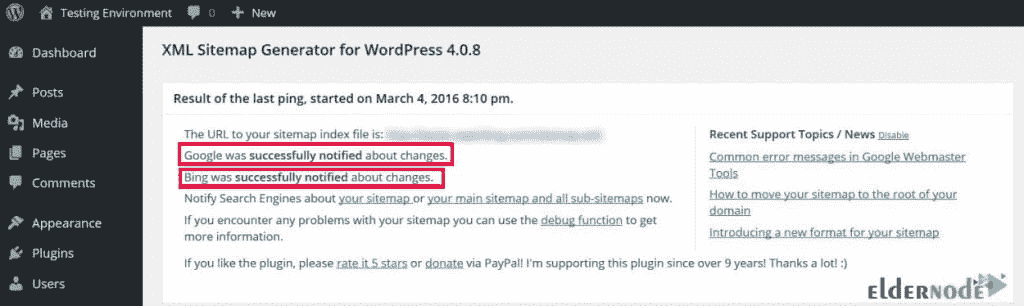 Testing Environment 0 + New
Dashboard
Posts
Media
Pages
Comments
Appearance
Plugins
Users
XML Sitemap Generator for WordPress 4.0.8
Result of the last ping, started on March 4, 2016 8:10 pm.
The URL to your sitemap index file is:
Google was successfully notified about changes.
Bing was successfully notified about changes.
Notify Search Engines about your sitemap or your main sitemap and all sub-sitemaps now.
If you encounter any problems with your sitemap you can use the debug function to get
more information.
If you like the plugin, please rate it 5 stars or donate via PayPal! I'm supporting this plugin since over 9 years! Thanks a lot! :)
Recent Support Topics / News Disable
Common error messages in Google Webmaster
Tools
How to move your sitemap to the root of your
domain
Introducing a new format for your sitemap
ELDERNODE